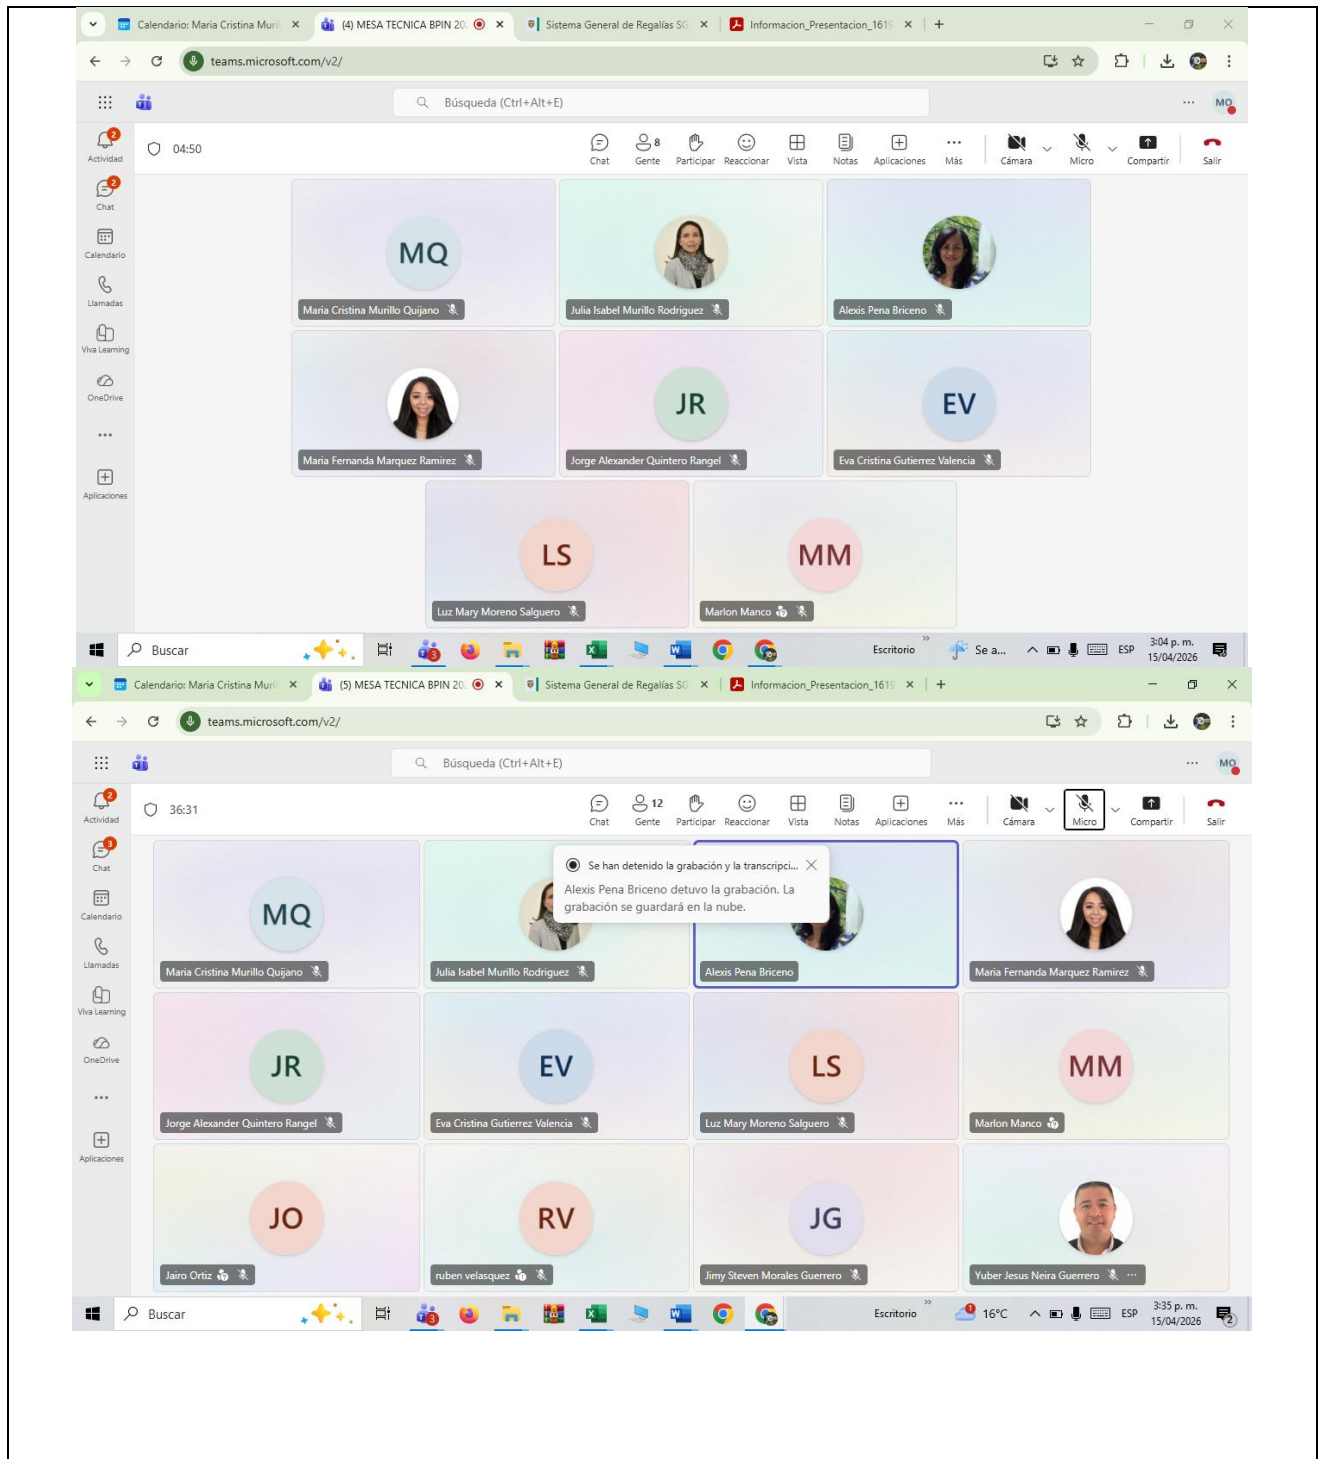 Calendario: Maria Cristina Muri
(4) MESA TECNICA BPIN 20
Sistema General de Regalías SG
Informacion_Presentacion_1619
teams.microsoft.com/v2/
Búsqueda (Ctrl+Alt+E)
MQ
2
Actividad
04:50
Chat
8
Gente
Participar
Reaccionar
Vista
Notas
Aplicaciones
Más
Cámara
Micro
Compartir
Salir
2
Chat
Calendario
Llamadas
Viva Learning
OneDrive
Aplicaciones
MQ
Maria Cristina Murillo Quijano
Julia Isabel Murillo Rodriguez
Alexis Pena Briceno
Maria Fernanda Marquez Ramirez
JR
Jorge Alexander Quintero Rangel
EV
Eva Cristina Gutierrez Valencia
LS
Luz Mary Moreno Salguero
MM
Marlon Manco
Buscar
3
Escritorio
Se a...
ESP
3:04 p. m.
15/04/2026
Calendario: Maria Cristina Muri
(5) MESA TECNICA BPIN 20
Sistema General de Regalías SG
Informacion_Presentacion_1619
teams.microsoft.com/v2/
Búsqueda (Ctrl+Alt+E)
MQ
2
Actividad
36:31
Chat
12
Gente
Participar
Reaccionar
Vista
Notas
Aplicaciones
Más
Cámara
Micro
Compartir
Salir
3
Chat
Calendario
Llamadas
Viva Learning
OneDrive
Aplicaciones
Se han detenido la grabación y la transcripci...
Alexis Pena Briceno detuvo la grabación. La
grabación se guardará en la nube.
MQ
Maria Cristina Murillo Quijano
Julia Isabel Murillo Rodriguez
Alexis Pena Briceno
Maria Fernanda Marquez Ramirez
JR
Jorge Alexander Quintero Rangel
EV
Eva Cristina Gutierrez Valencia
LS
Luz Mary Moreno Salguero
MM
Marlon Manco
JO
Jairo Ortiz
RV
ruben velasquez
JG
Jimy Steven Morales Guerrero
Yuber Jesus Neira Guerrero
Buscar
3
Escritorio
16°C
ESP
3:35 p. m.
15/04/2026
2